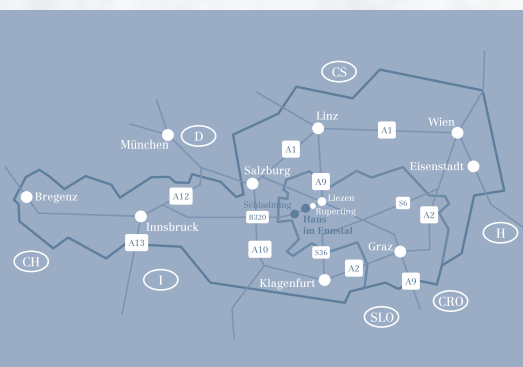 CS
Linz
A1
Wien
D
München
A1
Eisenstadt
Salzburg
A9
Bregenz
A12
Liezen
Schladming
Ruperting
S6
B320
Haus
im Ennstal
A2
Innsbruck
H
A13
A10
S36
Graz
CH
I
Klagenfurt
A2
A9
CRO
SLO